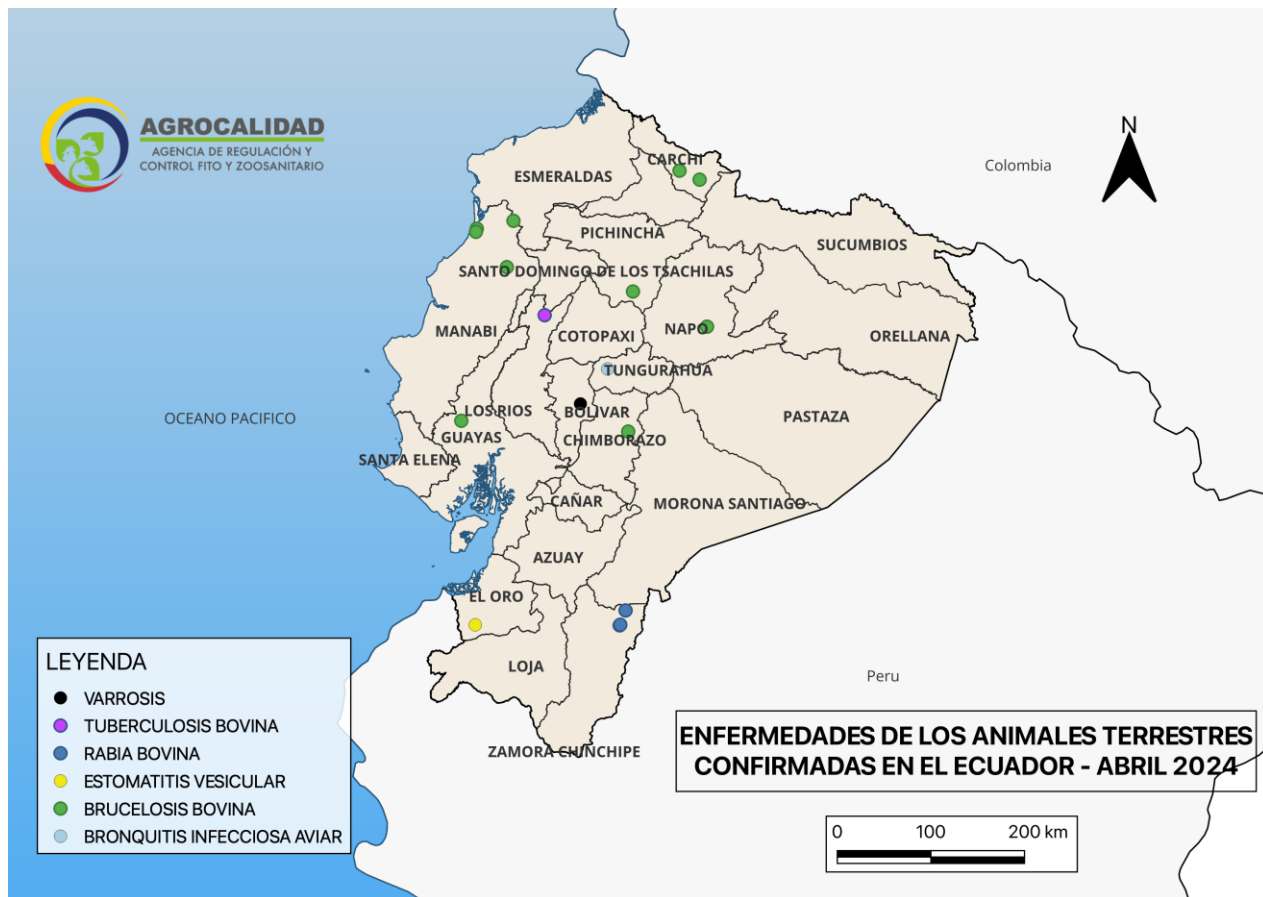 AGROCALIDAD
AGENCIA DE REGULACIÓN Y
CONTROL FITO Y ZOOSANITARIO
N
Colombia
CARCHI
ESMERALDAS
PICHINCHA
SUCUMBIOS
SANTO DOMINGO DE LOS TSACHILAS
MANABI
COTOPAXI
NAPO
ORELLANA
TUNGURAHUA
OCEANO PACIFICO
LOS RIOS
BOLIVAR
PASTAZA
GUAYAS
CHIMBORAZO
SANTA ELENA
CAÑAR
MORONA SANTIAGO
AZUAY
EL ORO
LOJA
Peru
ZAMORA CHINCHIPE
LEYENDA
VARROSIS
TUBERCULOSIS BOVINA
RABIA BOVINA
ESTOMATITIS VESICULAR
BRUCELOSIS BOVINA
BRONQUITIS INFECCIOSA AVIAR
ENFERMEDADES DE LOS ANIMALES TERRESTRES
CONFIRMADAS EN EL ECUADOR - ABRIL 2024
0 100 200 km